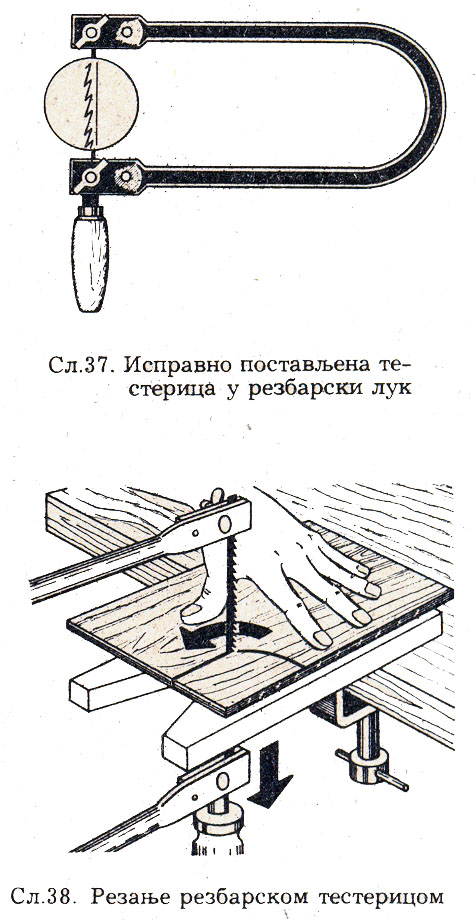 Сл.37. Исправно постављена те-
стерица у резбарски лук
Сл.38. Резање резбарском тестерицом